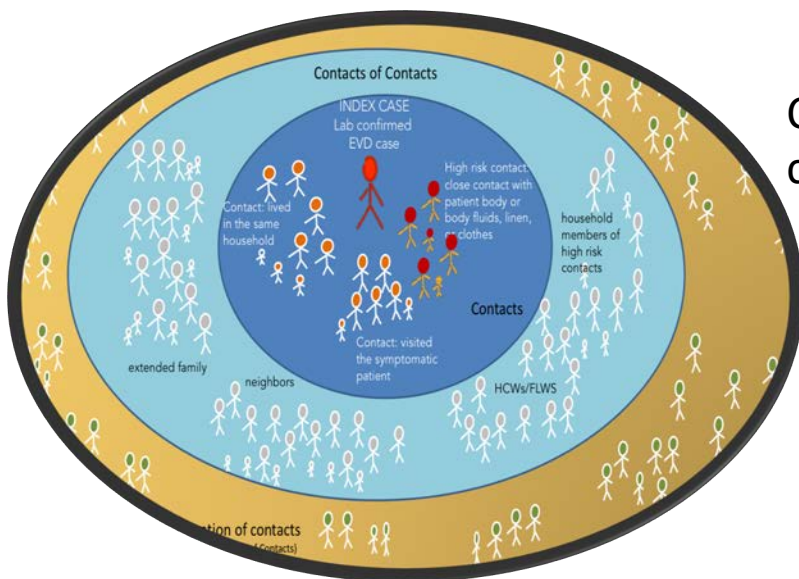 Contacts of Contacts
INDEX CASE
Lab confirmed
EVD case
High risk contact:
close contact with
patient body or
body fluids, linen,
or clothes
Contact: lived
in the same
household
household
members of
high risk
contacts
Contacts
Contact: visited
the symptomatic
patient
extended family
neighbors
HCWs/FLWS
of contacts
Contacts)